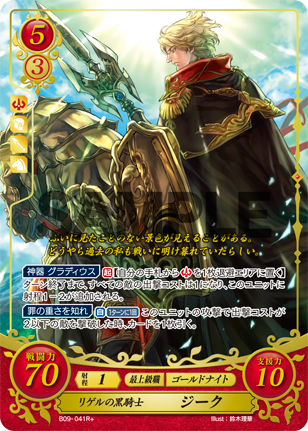 5
3
SAMPLE
ふいに見たことのない景色が見えることがある。
どうやら過去の私も戦いに明け暮れていたらしい。
神器 グラディウス 起 【自分の手札からを1枚退避エリアに置く】
ターン終了まで、すべての敵の出撃コストは1になり、このユニットに
射程1-2が追加される。
罪の重さを知れ 自 【1ターンに1回】このユニットの攻撃で出撃コストが
2以下の敵を撃破した時、カードを1枚引く。
戦闘力
70
射程 1 最上級職 ゴールドナイト
支援力
10
リゲルの黒騎士 ジーク
B09-041R+
Illust:鈴木理華